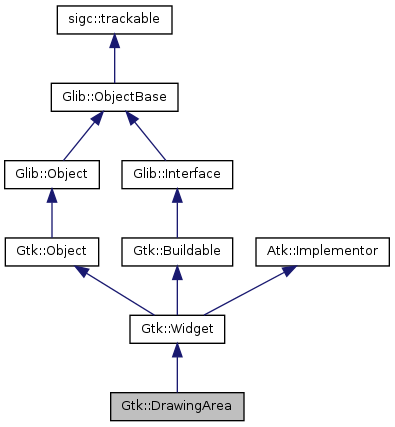 sigc::trackable
Glib::ObjectBase
Glib::Object
Glib::Interface
Gtk::Object
Gtk::Buildable
Atk::Implementor
Gtk::Widget
Gtk::DrawingArea